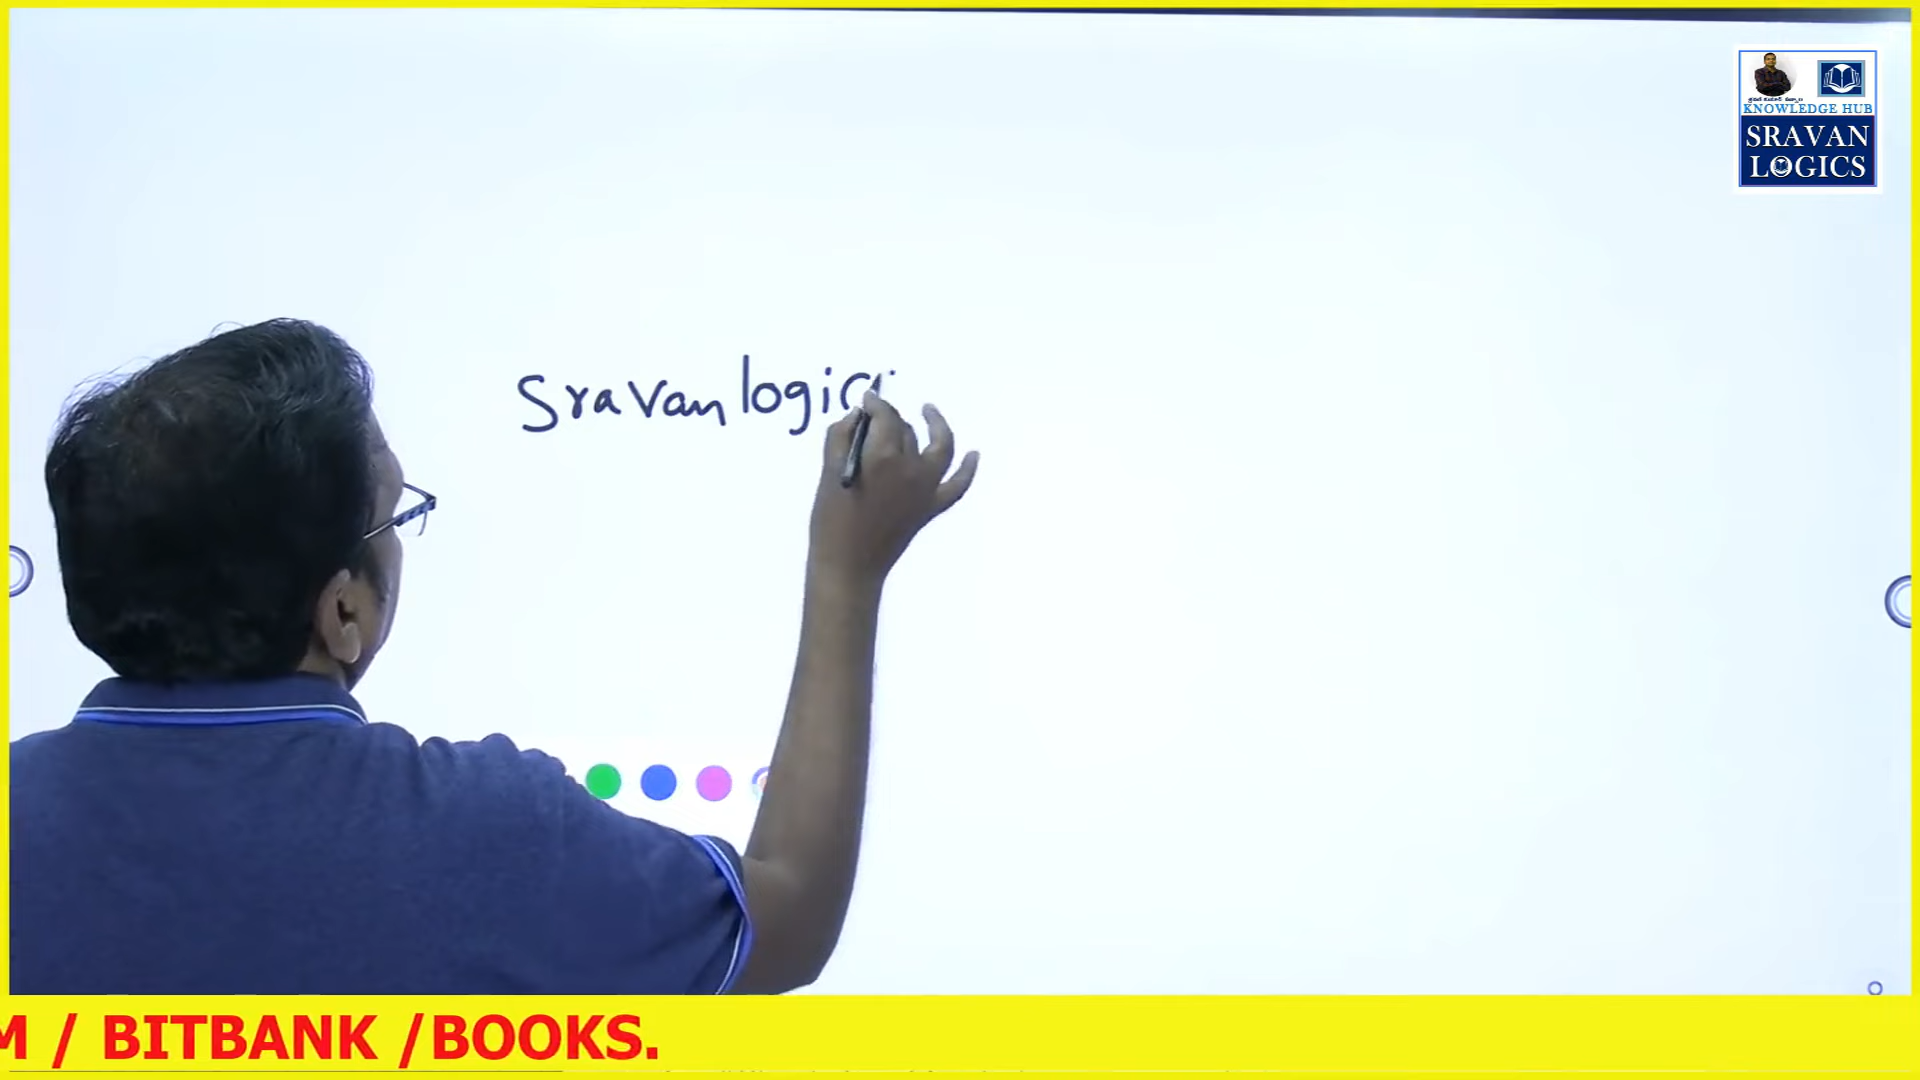 KNOWLEDGE HUB
SRAVAN
LOGICS
Sravan logic
M / BITBANK /BOOKS.